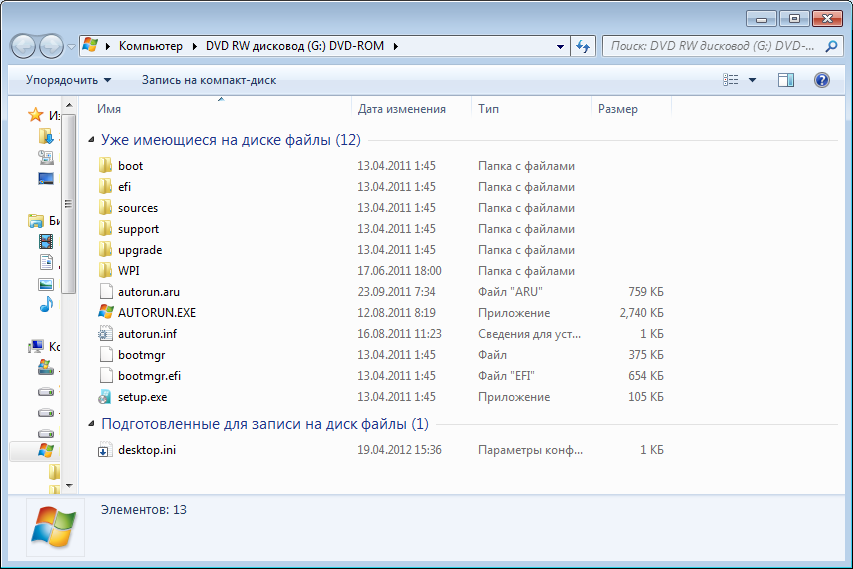 Компьютер DVD RW дисковод (G:) DVD-ROM Поиск: DVD RW дисковод (G:) DVD-...
Упорядочить Запись на компакт-диск
Имя Дата изменения Тип Размер
Уже имеющиеся на диске файлы (12)
boot 13.04.2011 1:45 Папка с файлами
efi 13.04.2011 1:45 Папка с файлами
sources 13.04.2011 1:45 Папка с файлами
support 13.04.2011 1:45 Папка с файлами
upgrade 13.04.2011 1:45 Папка с файлами
WPI 17.06.2011 18:00 Папка с файлами
autorun.aru 23.09.2011 7:34 Файл "ARU" 759 КБ
AUTORUN.EXE 12.08.2011 8:19 Приложение 2,740 КБ
autorun.inf 16.08.2011 11:23 Сведения для уст... 1 КБ
bootmgr 13.04.2011 1:45 Файл 375 КБ
bootmgr.efi 13.04.2011 1:45 Файл "EFI" 654 КБ
setup.exe 13.04.2011 1:45 Приложение 105 КБ
Подготовленные для записи на диск файлы (1)
desktop.ini 19.04.2012 15:36 Параметры конф... 1 КБ
Элементов: 13